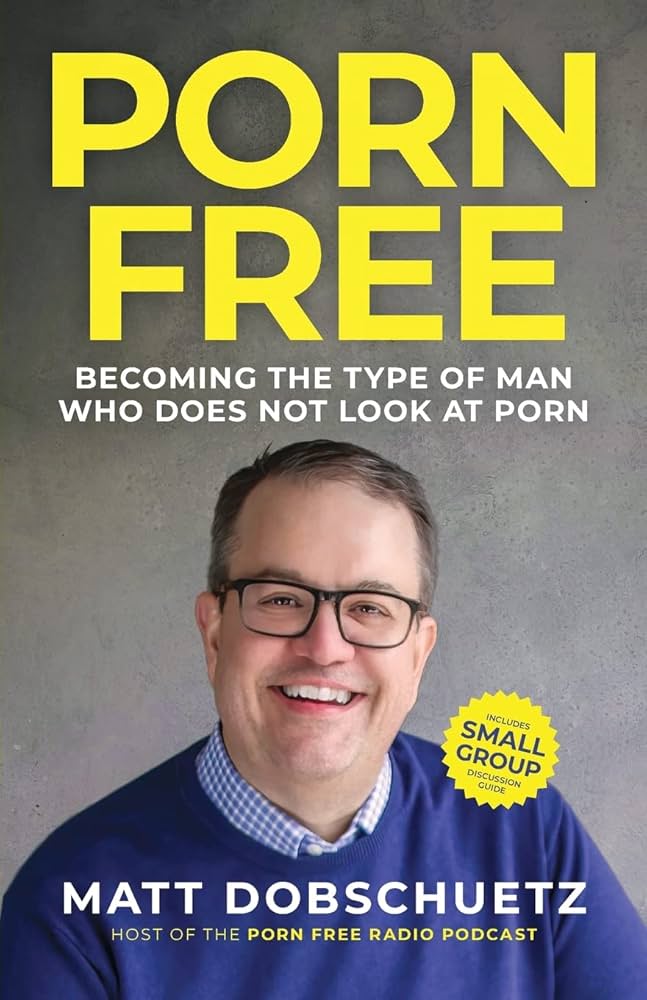 PORN
FREE
BECOMING THE TYPE OF MAN
WHO DOES NOT LOOK AT PORN
INCLUDES
SMALL
GROUP
DISCUSSION
GUIDE
MATT DOBSCHUETZ
HOST OF THE PORN FREE RADIO PODCAST